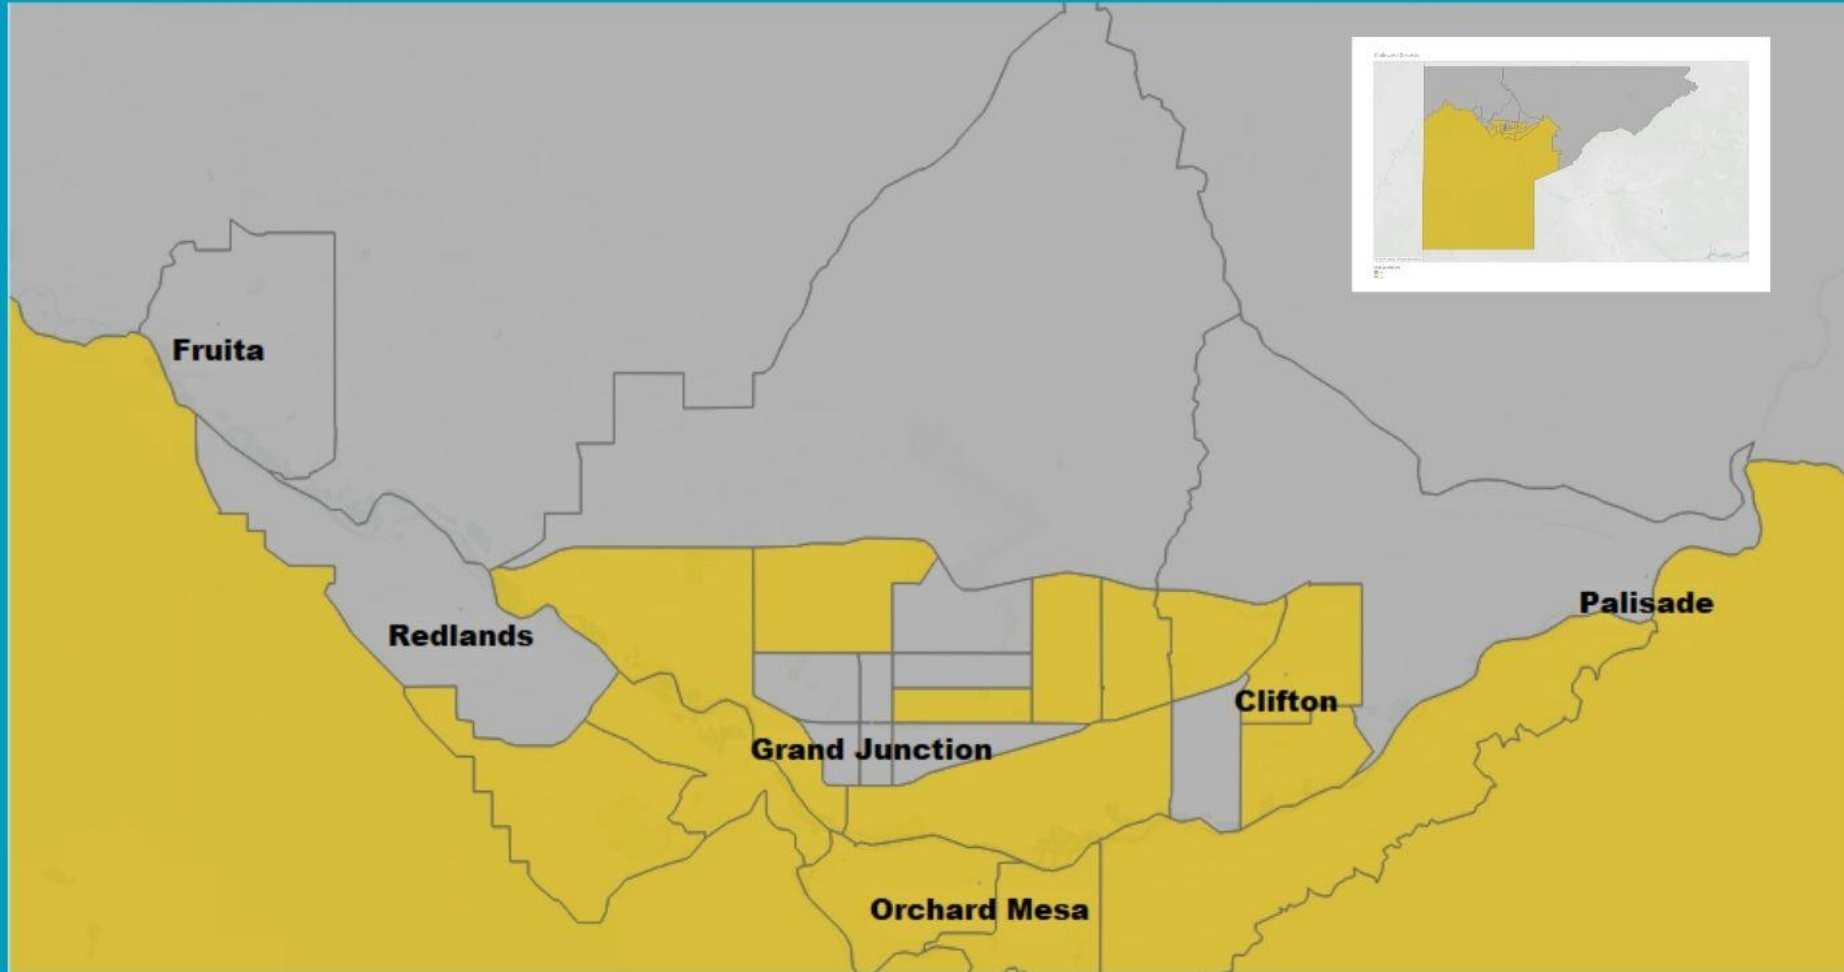 Fruita
Palisade
Redlands
Clifton
Grand Junction
Orchard Mesa